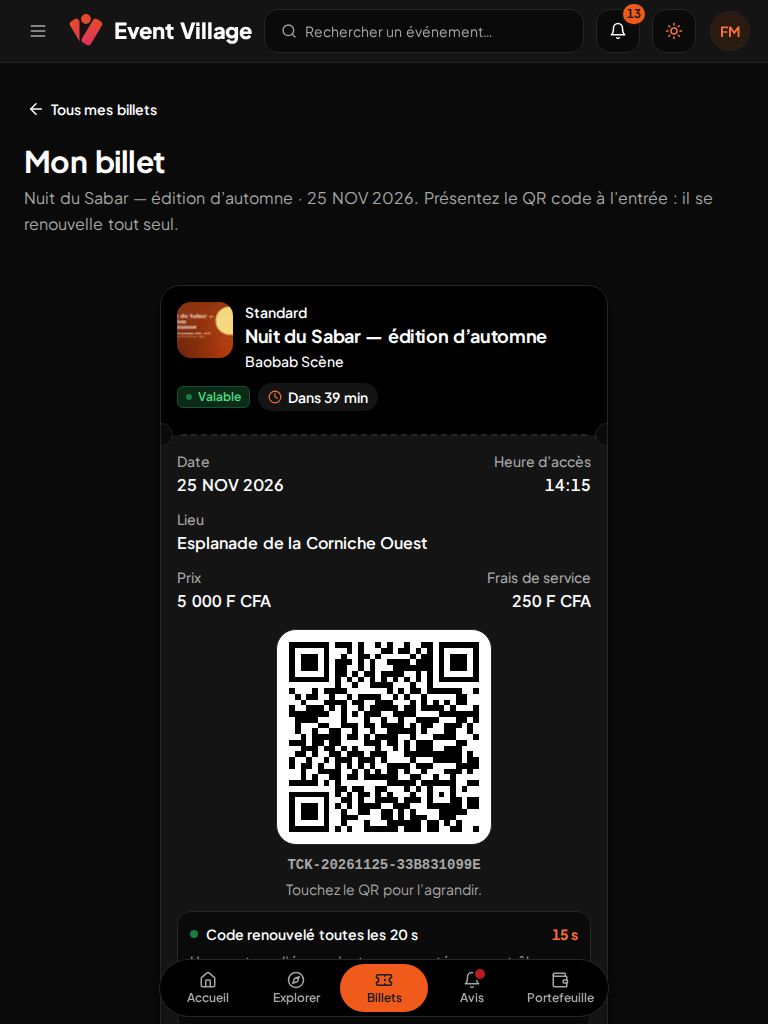 Event Village
Rechercher un événement…
13
FM
Tous mes billets
Mon billet
Nuit du Sabar — édition d’automne · 25 NOV 2026. Présentez le QR code à l’entrée : il se
renouvelle tout seul.
Standard
Nuit du Sabar — édition d’automne
Baobab Scène
Valable
Dans 39 min
Date
Heure d’accès
25 NOV 2026
14:15
Lieu
Esplanade de la Corniche Ouest
Prix
Frais de service
5 000 F CFA
250 F CFA
TCK-20261125-33B831099E
Touchez le QR pour l’agrandir.
Code renouvelé toutes les 20 s
15 s
Accueil
Explorer
Billets
Avis
Portefeuille